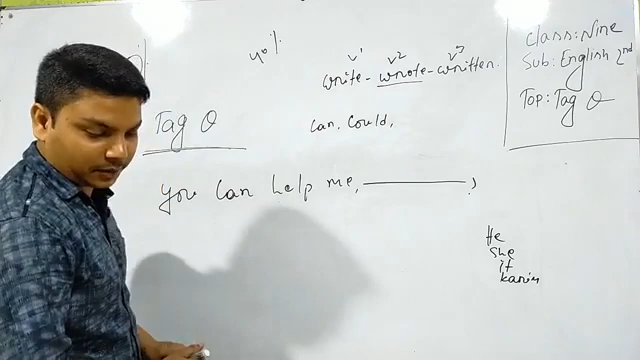 40%
V1 V2 V3
write - wrote - written.
Tag Q
Can, Could,
you can help me, ?
He
She
it
karim
Class: Nine
Sub: English 2nd
Top: Tag Q